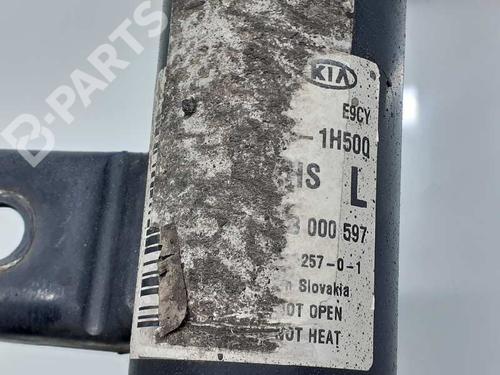 B-PARTS
KIA
E9CY
-1H500
HS L
000 597
257-0-1
Slovakia
NOT OPEN
NOT HEAT